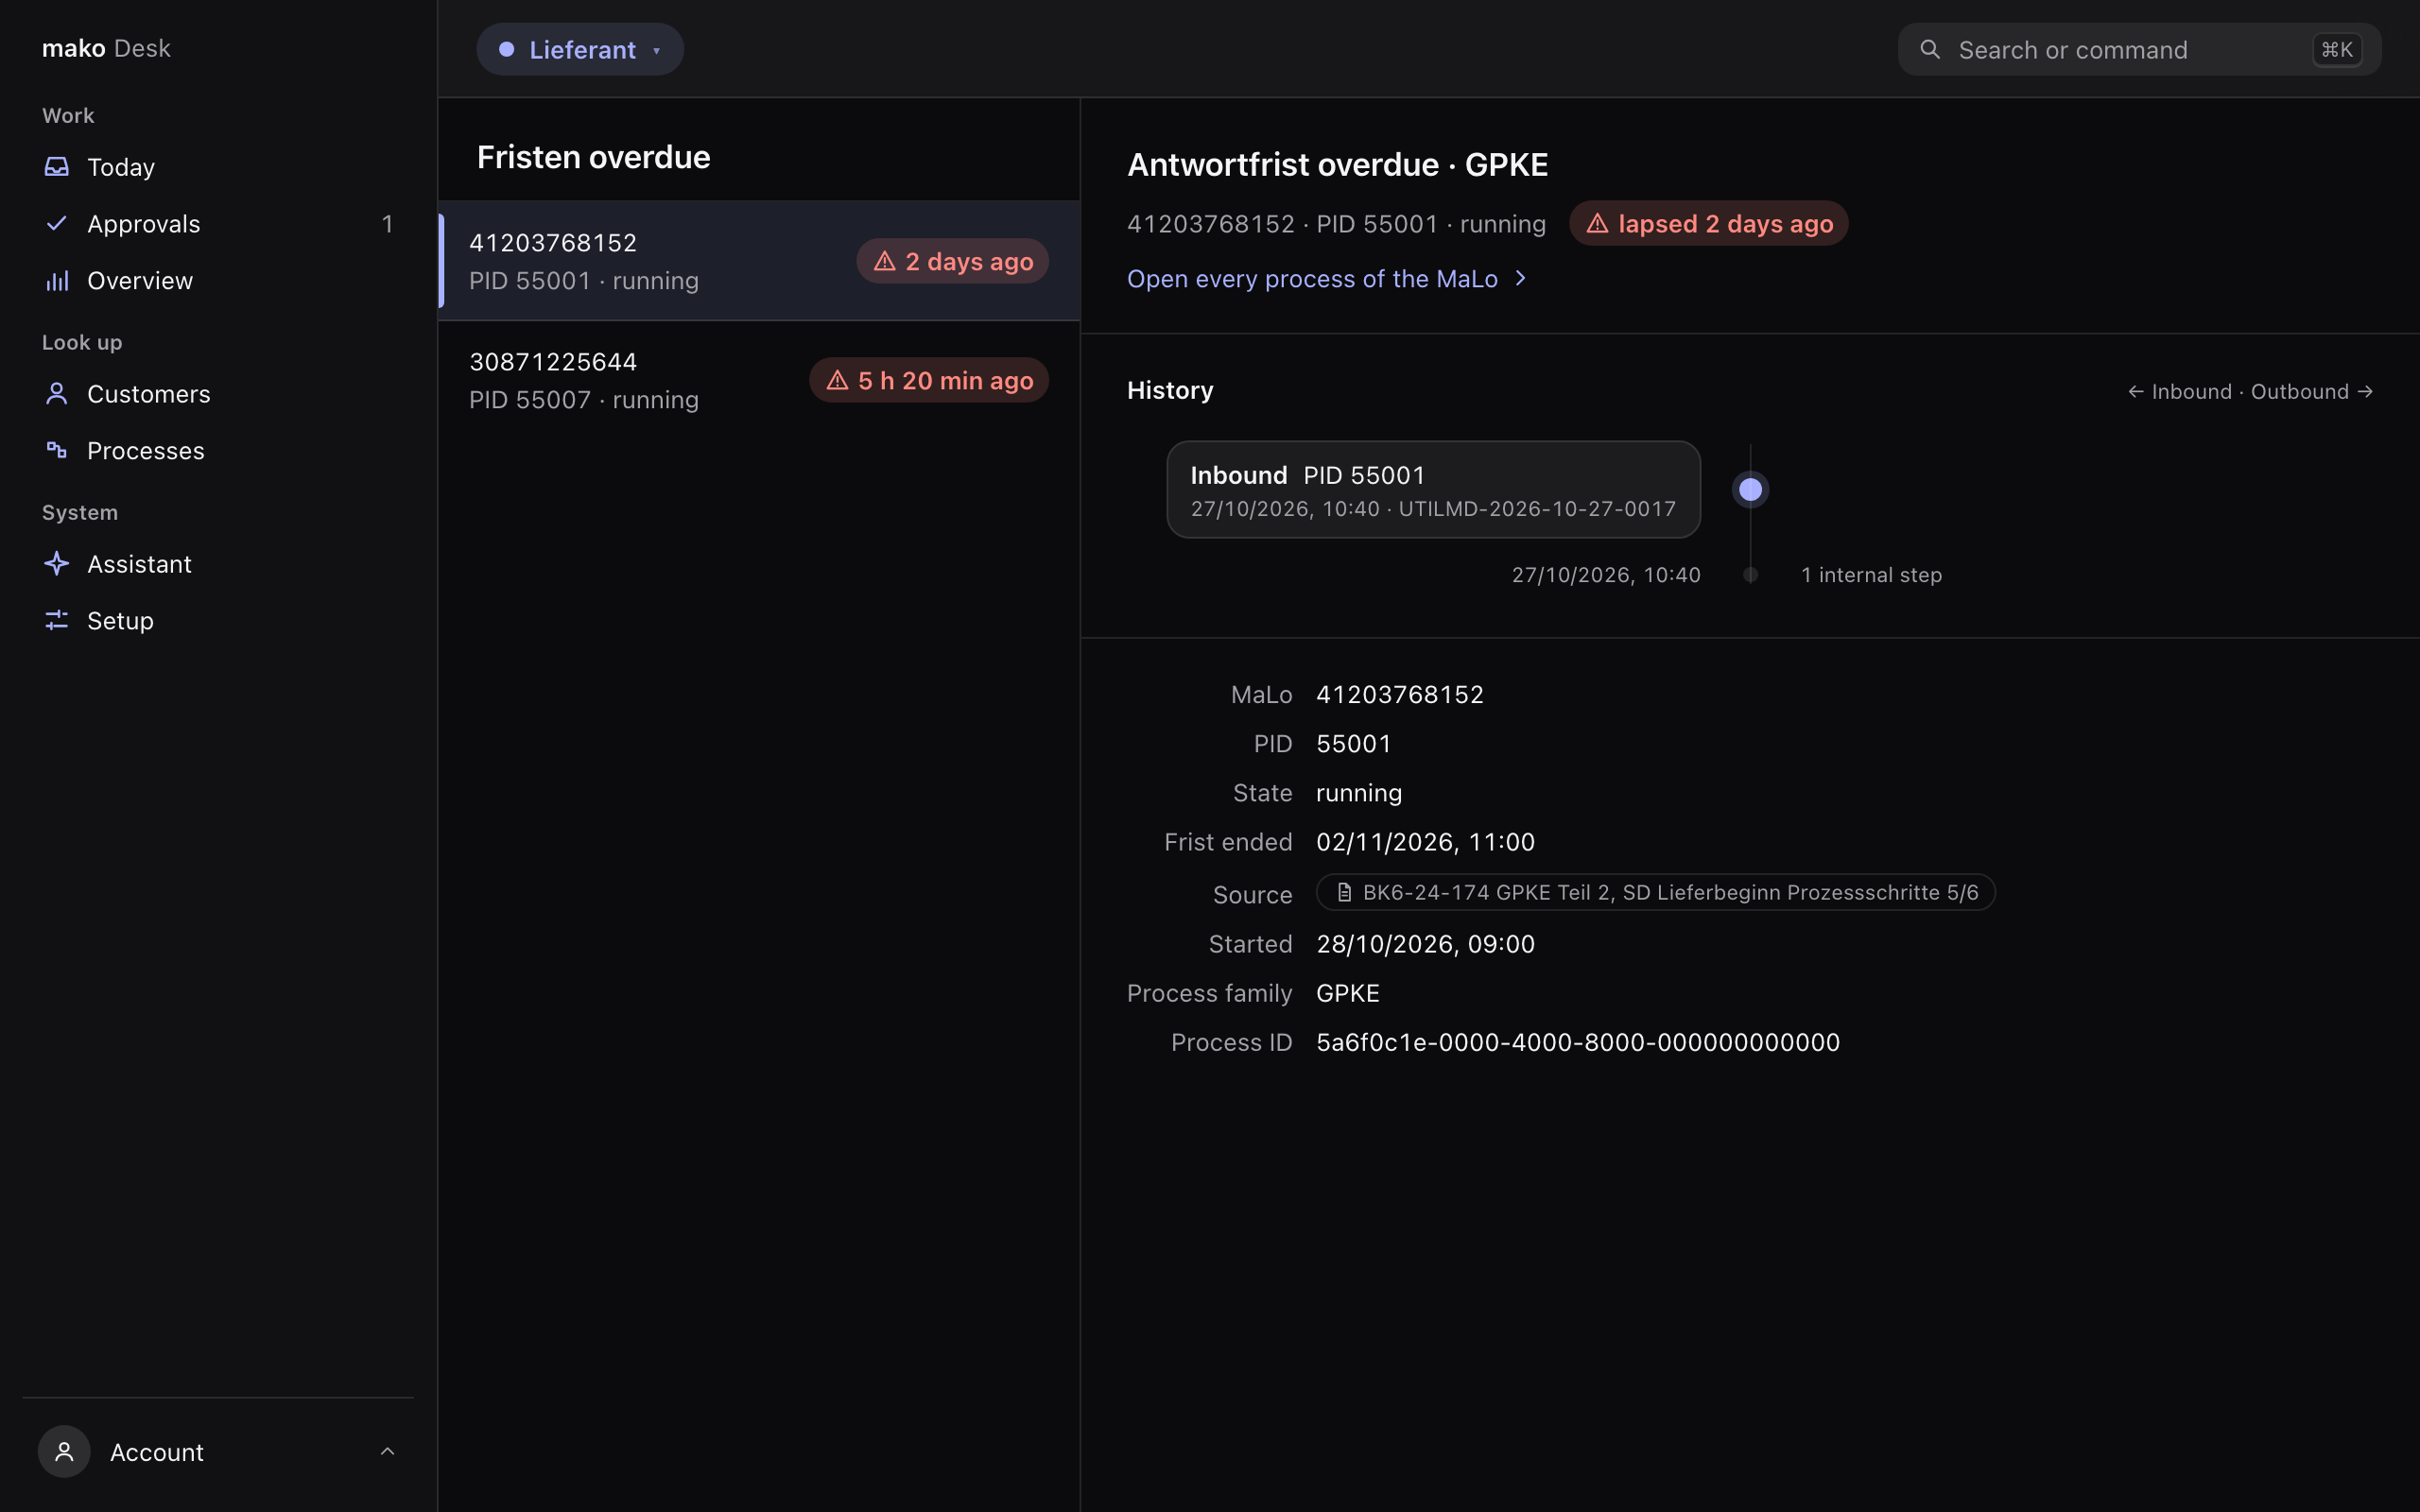 mako Desk
Work
Today
Approvals 1
Overview
Look up
Customers
Processes
System
Assistant
Setup
Account
Lieferant
Search or command ⌘K
Fristen overdue
41203768152
PID 55001 · running
2 days ago
30871225644
PID 55007 · running
5 h 20 min ago
Antwortfrist overdue · GPKE
41203768152 · PID 55001 · running
lapsed 2 days ago
Open every process of the MaLo
History
← Inbound · Outbound →
Inbound PID 55001
27/10/2026, 10:40 · UTILMD-2026-10-27-0017
27/10/2026, 10:40
1 internal step
MaLo 41203768152
PID 55001
State running
Frist ended 02/11/2026, 11:00
Source BK6-24-174 GPKE Teil 2, SD Lieferbeginn Prozessschritte 5/6
Started 28/10/2026, 09:00
Process family GPKE
Process ID 5a6f0c1e-0000-4000-8000-000000000000